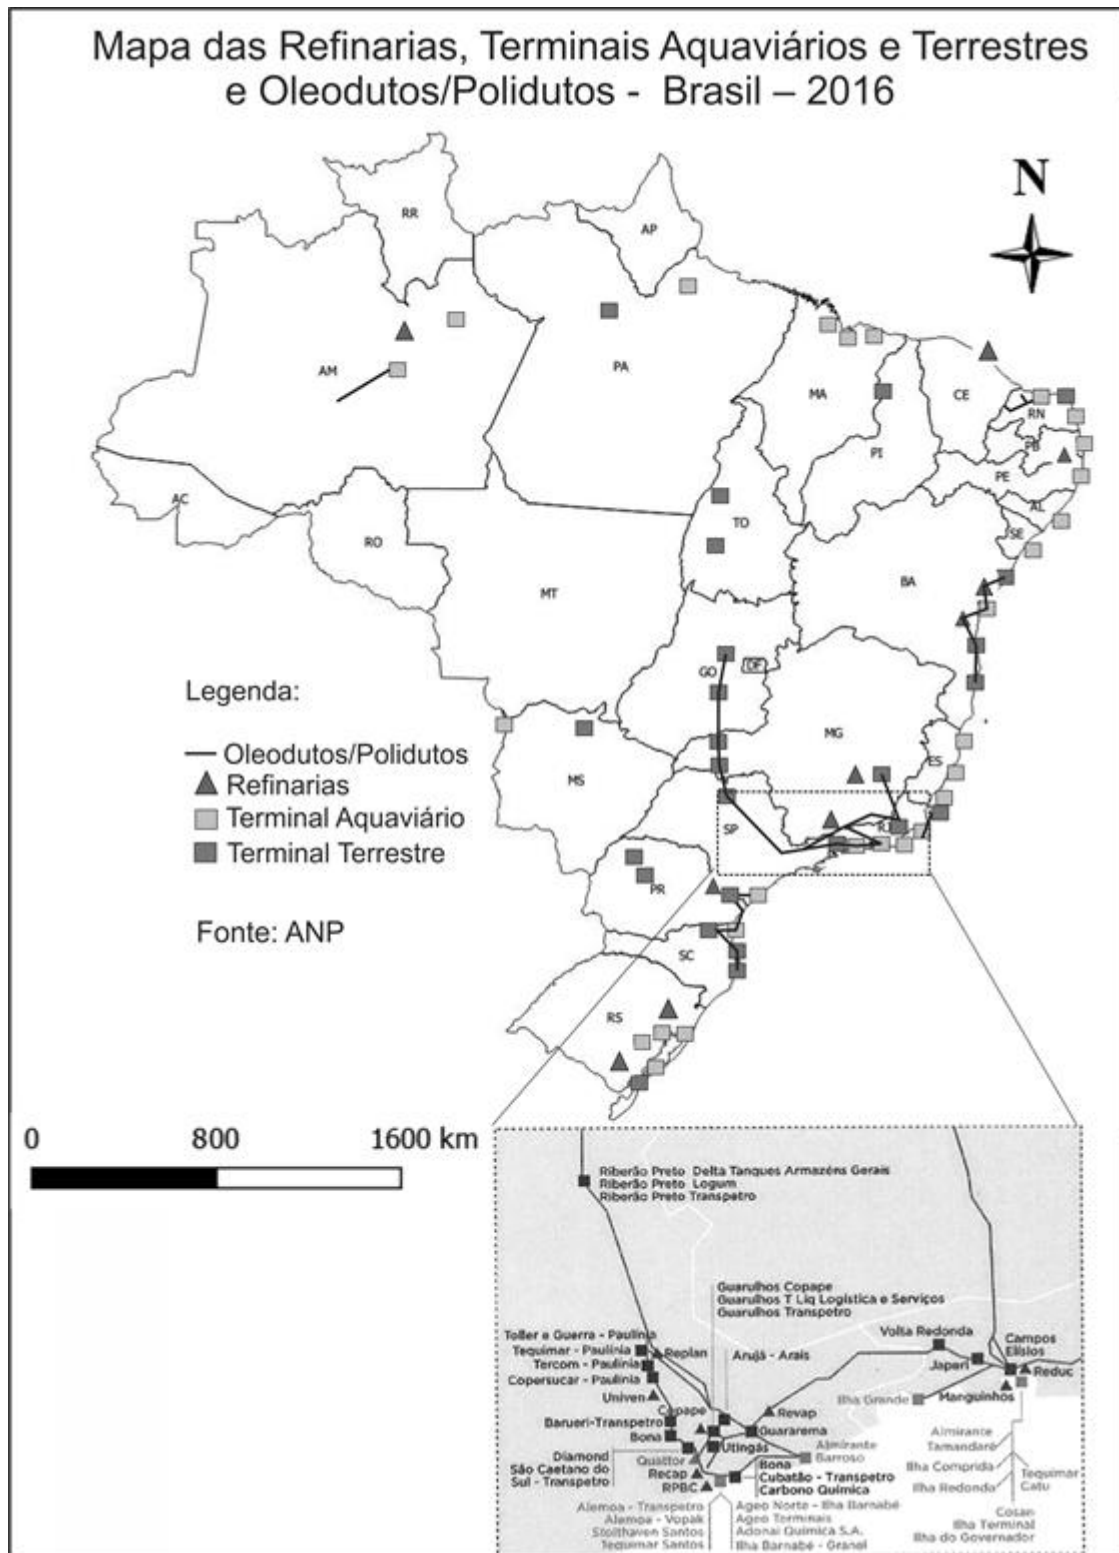 Mapa das Refinarias, Terminais Aquaviários e Terrestres
e Oleodutos/Polidutos - Brasil – 2016
N
RR
AP
AM
PA
MA
CE
RN
PB
PE
PI
AL
SE
AC
RO
TO
BA
MT
GO
DF
MG
ES
MS
SP
RJ
PR
SC
RS
Legenda:
Oleodutos/Polidutos
Refinarias
Terminal Aquaviário
Terminal Terrestre
Fonte: ANP
0 800 1600 km
Riberão Preto Delta Tanques Armazéns Gerais
Riberão Preto Logum
Riberão Preto Transpetro
Guarulhos Copape
Guarulhos T Liq Logistica e Serviços
Guarulhos Transpetro
Toller e Guerra - Paulínia
Tequimar - Paulínia
Replan
Tercom - Paulínia
Copersucar - Paulínia
Univen
Copape
Barueri-Transpetro
Bona
Arujá - Arais
Revap
Guararema
Utingás
Volta Redonda
Japeri
Campos
Elísios
Reduc
Manguinhos
Ilha Grande
Diamond
São Caetano do
Sul - Transpetro
Quattor
Recap
RPBC
Almirante
Barroso
Bona
Cubatão - Transpetro
Carbono Química
Almirante
Tamandaré
Ilha Comprida
Ilha Redonda
Tequimar
Catu
Cosan
Ilha Terminal
Ilha do Governador
Alemoa - Transpetro
Alemoa - Vopak
Stolthaven Santos
Tequimar Santos
Ageo Norte - Ilha Barnabé
Ageo Terminais
Adonai Química S.A.
Ilha Barnabé - Granel